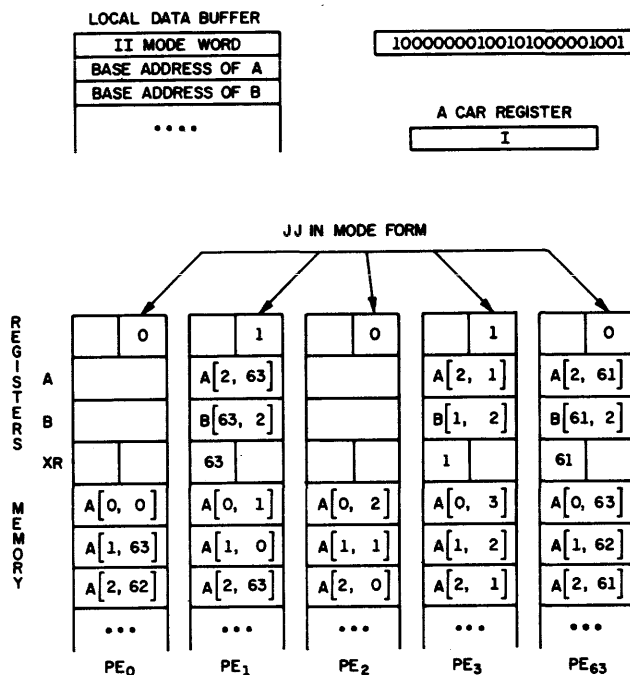 LOCAL DATA BUFFER
II MODE WORD
BASE ADDRESS OF A
BASE ADDRESS OF B
••••
10000000100101000001001
A CAR REGISTER
I
JJ IN MODE FORM
REGISTERS
0 1 0 1 0
A A[2, 63] A[2, 1] A[2, 61]
B B[63, 2] B[1, 2] B[61, 2]
XR 63 1 61
MEMORY
A[0, 0] A[0, 1] A[0, 2] A[0, 3] A[0, 63]
A[1, 63] A[1, 0] A[1, 1] A[1, 2] A[1, 62]
A[2, 62] A[2, 63] A[2, 0] A[2, 1] A[2, 61]
••• ••• ••• ••• •••
PE0 PE1 PE2 PE3 PE63